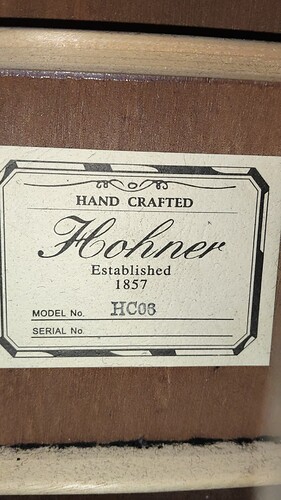 HAND CRAFTED
Hohner
Established
1857
MODEL No. HC06
SERIAL No.